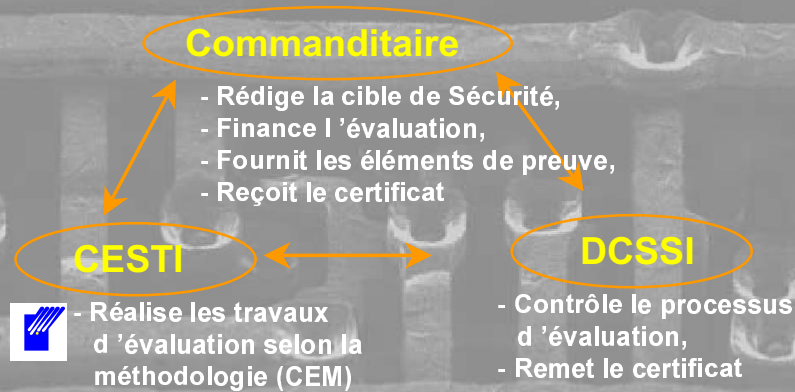 Commanditaire
- Rédige la cible de Sécurité,
- Finance l ’évaluation,
- Fournit les éléments de preuve,
- Reçoit le certificat
CESTI
- Réalise les travaux
d ’évaluation selon la
méthodologie (CEM)
DCSSI
- Contrôle le processus
d ’évaluation,
- Remet le certificat